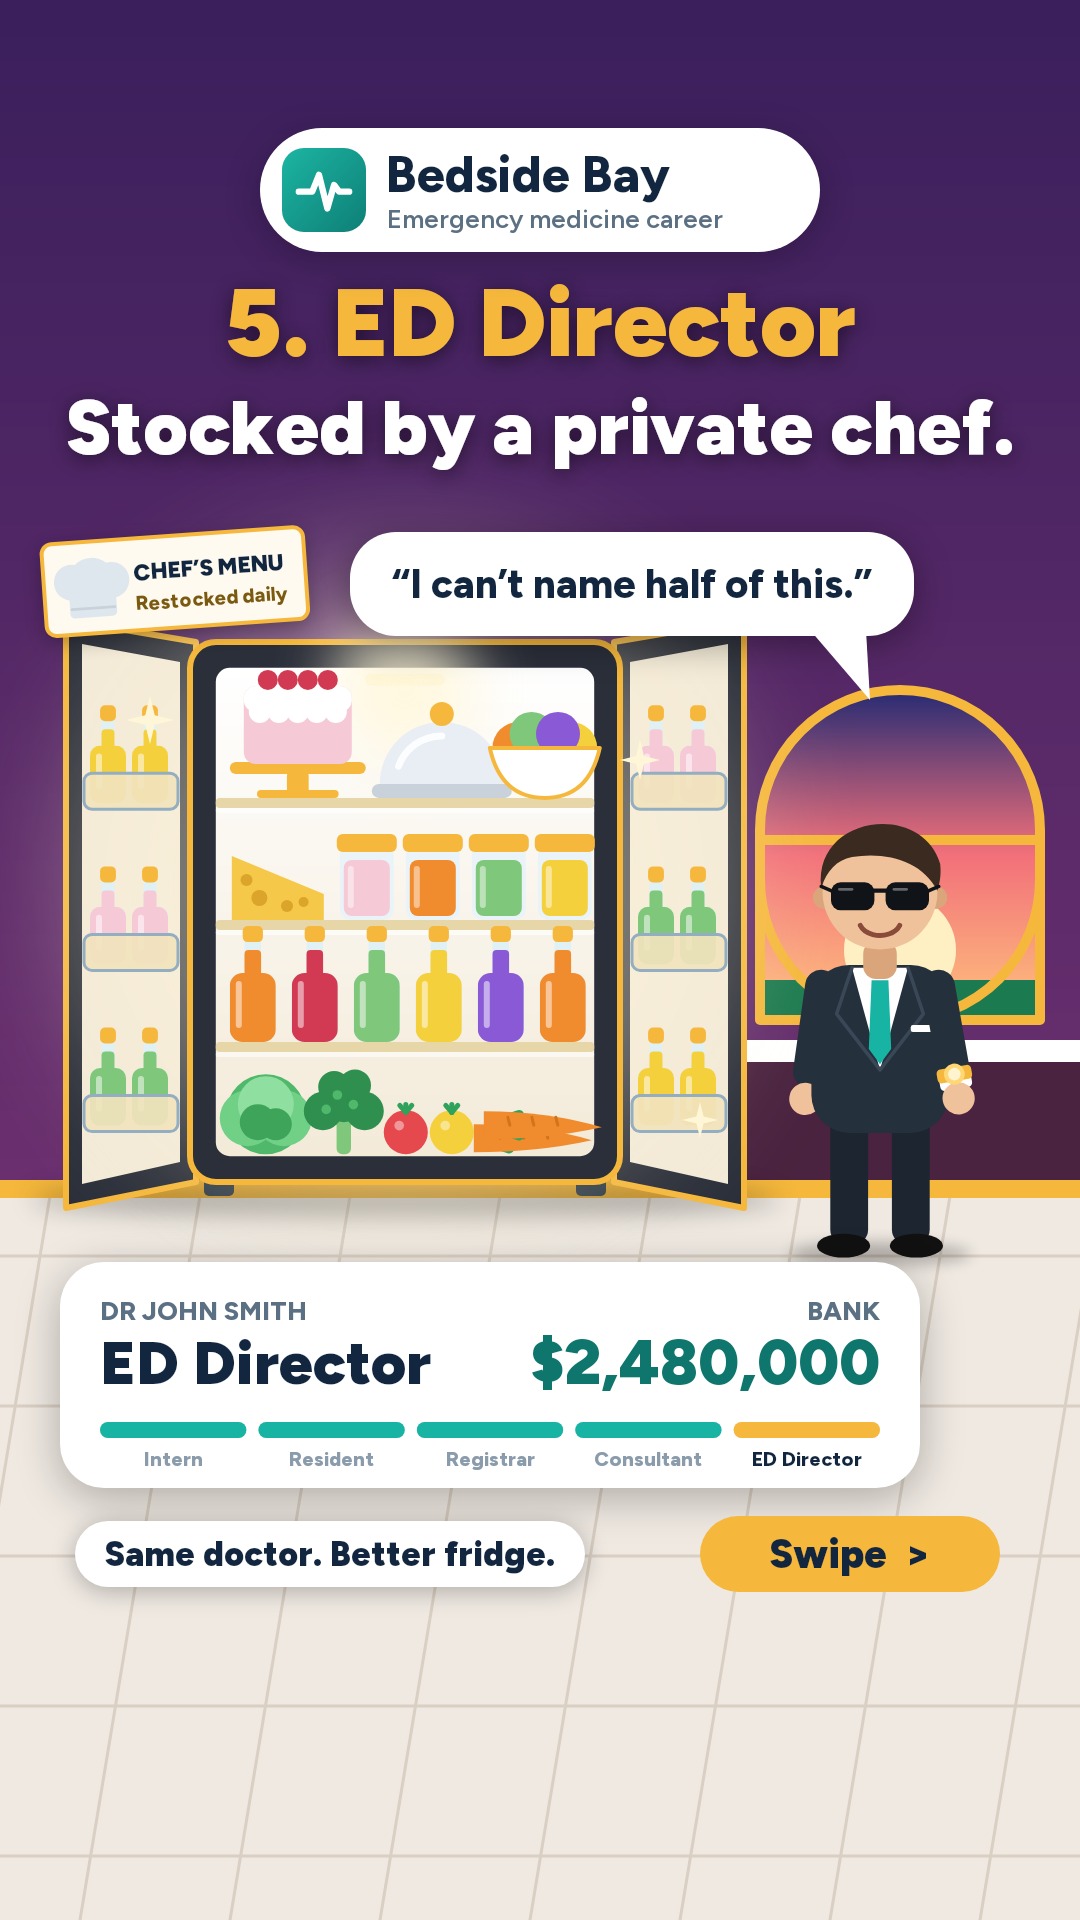 Bedside Bay
Emergency medicine career
5. ED Director
Stocked by a private chef.
CHEF’S MENU
Restocked daily
“I can’t name half of this.”
DR JOHN SMITH
BANK
ED Director
$2,480,000
Intern
Resident
Registrar
Consultant
ED Director
Same doctor. Better fridge.
Swipe >